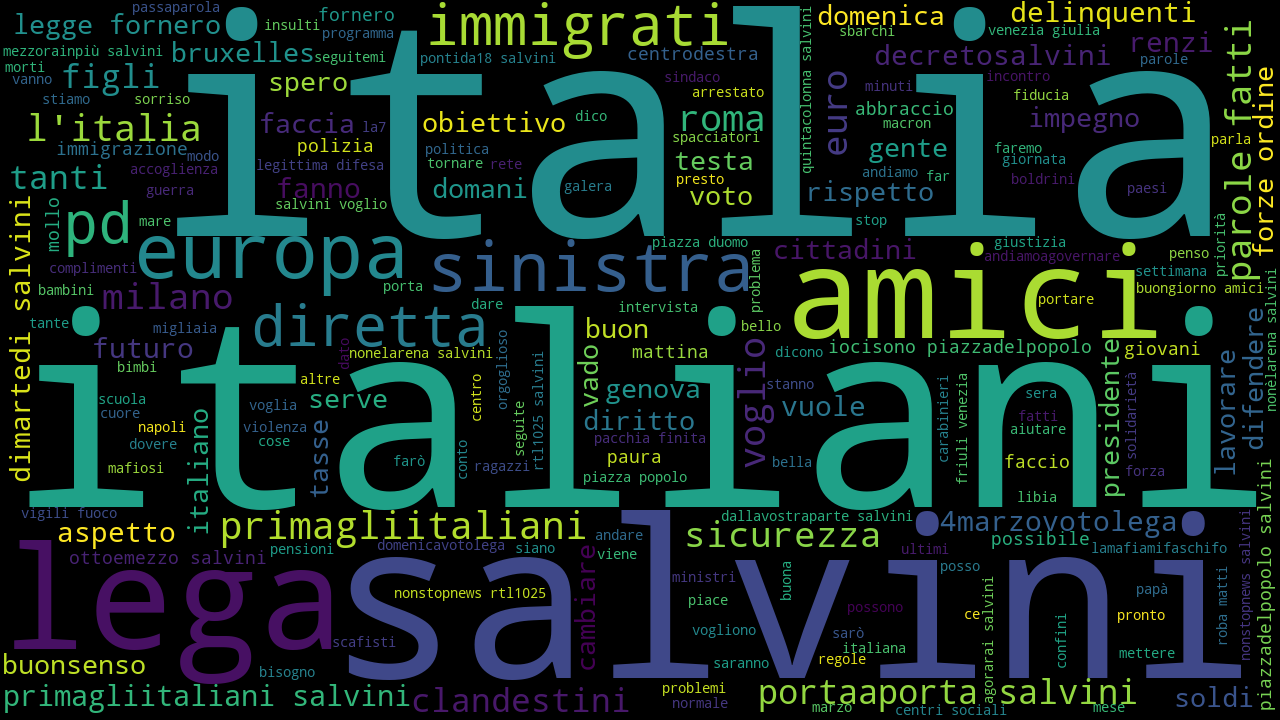 passaparola
legge fornero
insulti
fornero
programma
immigrati
domenica
sbarchi
delinquenti
venezia giulia
mezzorainpiù salvini
bruxelles
seguitemi
pontida18 salvini
centrodestra
quintacolonna salvini
decretosalvini
renzi
parole
parole fatti
forze ordine
morti
vanno
figli
spero
sindaco
arrestato
euro
minuti
incontro
stiamo
sorriso
italia
fiducia
l'italia
faccia
la7
obiettivo
dico
roma
abbraccio
macron
impegno
polizia
spacciatori
immigrazione
modo
politica
gente
faremo
parla
accoglienza
legittima difesa
tornare
rete
testa
giornata
tanti
guerra
fanno
domani
galera
presto
voto
andiamo
far
boldrini
paesi
rispetto
salvini voglio
dimartedi salvini
mollo
pd
mare
stop
europa
sinistra
piazza duomo
cittadini
giustizia
priorità
penso
complimenti
andiamoagovernare
amici
settimana
bambini
milano
porta
problema
portare
buongiorno amici
nonèlarena salvini
diretta
dare
intervista
tante
migliaia
buon
bello
difendere
futuro
dato
nonelarena salvini
orgoglioso
vado
mattina
voglio
dicono
iocisono piazzadelpopolo
presidente
giovani
lavorare
bimbi
italiani
altre
centro
rtl1025 salvini
genova
stanno
carabinieri
friuli venezia
solidarietà
scuola
cuore
voglia
serve
vuole
sera
napoli
italiano
violenza
tasse
seguite
diritto
fatti
dovere
cose
pacchia finita
aiutare
mafiosi
farò
conto
ragazzi
paura
bella
faccio
forza
piazza popolo
libia
vigili fuoco
aspetto
primagliitaliani
dallavostraparte salvini
4marzovotolega
piazzadelpopolo salvini
lega
salvini
sicurezza
possibile
ottoemezzo salvini
pensioni
domenicavotolega
siano
andare
viene
ultimi
lamafiamifaschifo
cambiare
ministri
buona
posso
roba matti
nonstopnews salvini
nonstopnews rtl1025
piace
possono
agorarai salvini
papà
cer
confini
pronto
scafisti
vogliono
sarò
italiana
mettere
buonsenso
bisogno
saranno
regole
primagliitaliani salvini
clandestini
problemi
normale
portaaporta salvini
marzo
centri sociali
mese
soldi